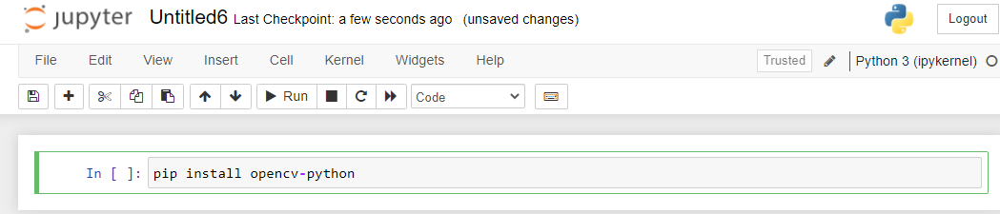 jupyter Untitled6 Last Checkpoint: a few seconds ago (unsaved changes) Logout
File Edit View Insert Cell Kernel Widgets Help Trusted Python 3 (ipykernel)
Run Code
In [ ]: pip install opencv-python